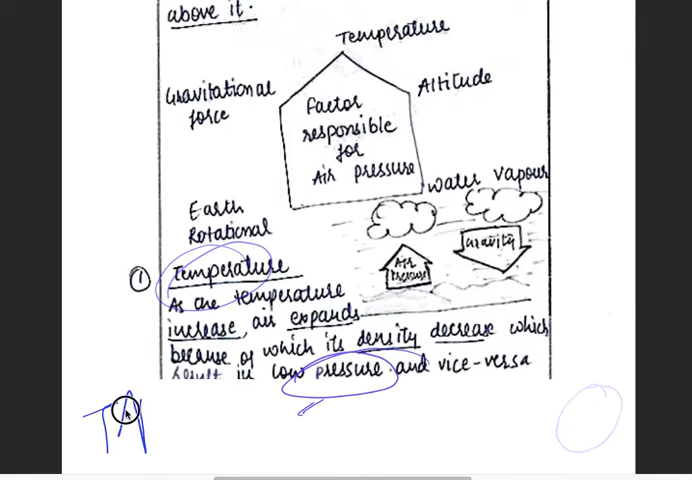 above it.
Temperature
Gravitational
force
Altitude
Factor
responsible
for
Air pressure
water vapour
Earth
Rotational
Gravity
Air
Pressure
① Temperature
As the temperature
increase, air expands
because of which its density decrease which
result in low pressure and vice-versa
T